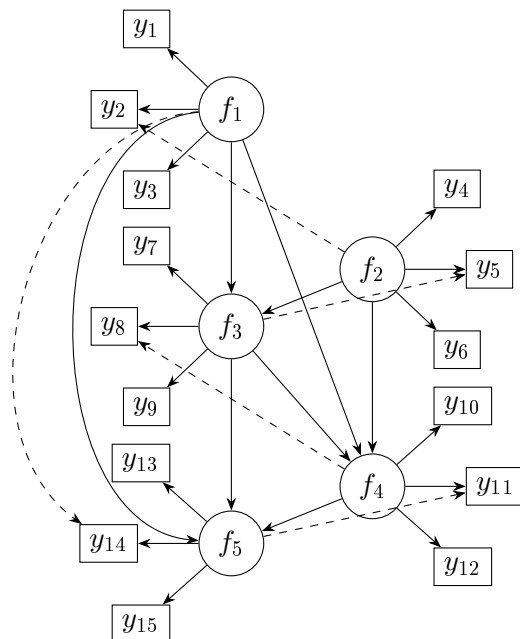 y₁
y₂
f₁
y₃
y₄
y₇
f₂
y₅
y₈
f₃
y₆
y₉
y₁₀
y₁₃
f₄
y₁₁
y₁₄
f₅
y₁₂
y₁₅